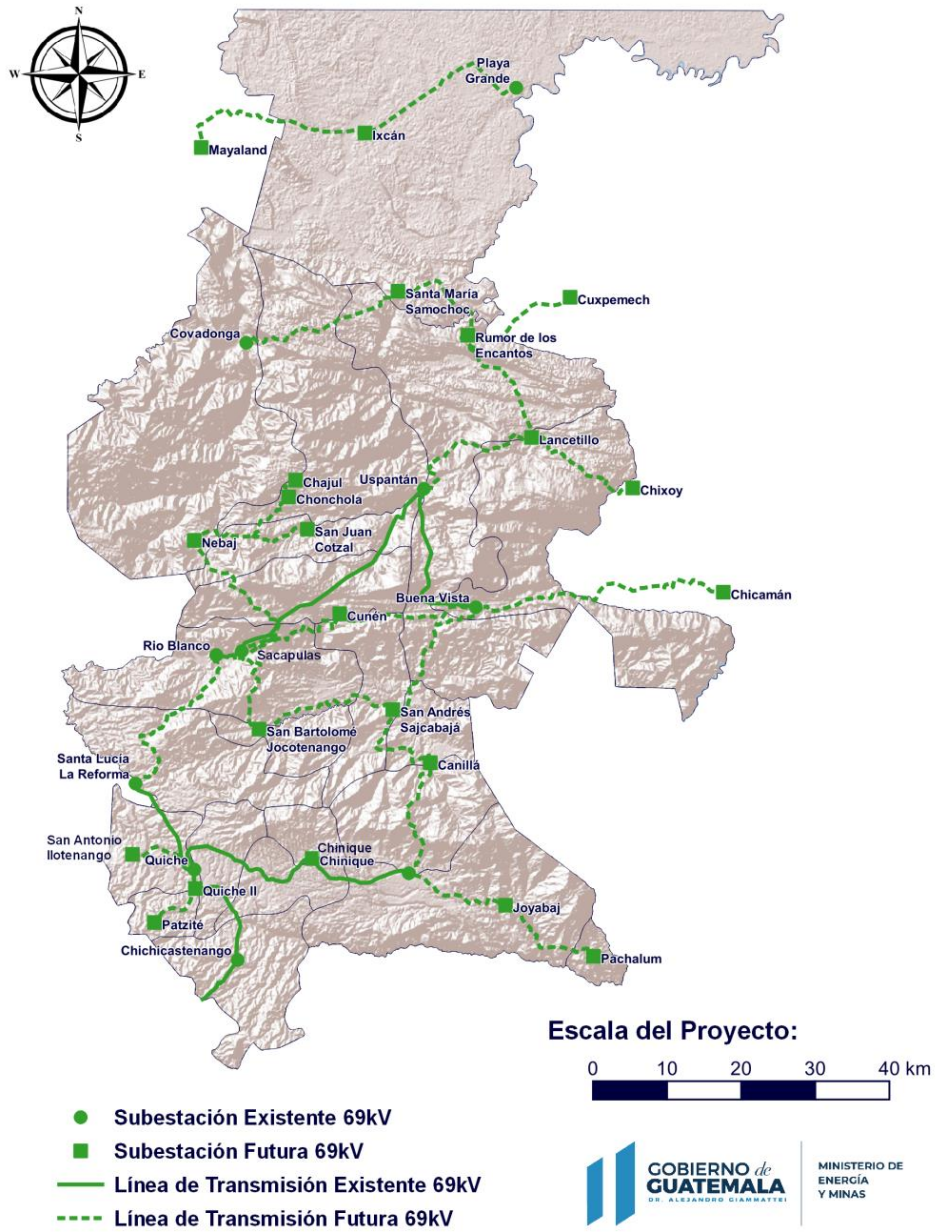 N
W
E
S
Playa
Grande
Ixcán
Mayaland
Santa María
Samochoc
Cuxpemech
Covadonga
Rumor de los
Encantos
Lancetillo
Chajul
Uspantán
Chonchola
Chixoy
San Juan
Cotzal
Nebaj
Buena Vista
Chicamán
Cunén
Rio Blanco
Sacapulas
San Andrés
Sajcabajá
San Bartolomé
Jocotenango
Santa Lucía
La Reforma
Canillá
San Antonio
Ilotenango
Chinique
Chinique
Quiche
Quiche II
Joyabaj
Patzité
Chichicastenango
Pachalum
Escala del Proyecto:
0 10 20 30 40 km
Subestación Existente 69kV
Subestación Futura 69kV
Línea de Transmisión Existente 69kV
Línea de Transmisión Futura 69kV
GOBIERNO de
GUATEMALA
DR. ALEJANDRO GIAMMATTEI
MINISTERIO DE
ENERGÍA
Y MINAS